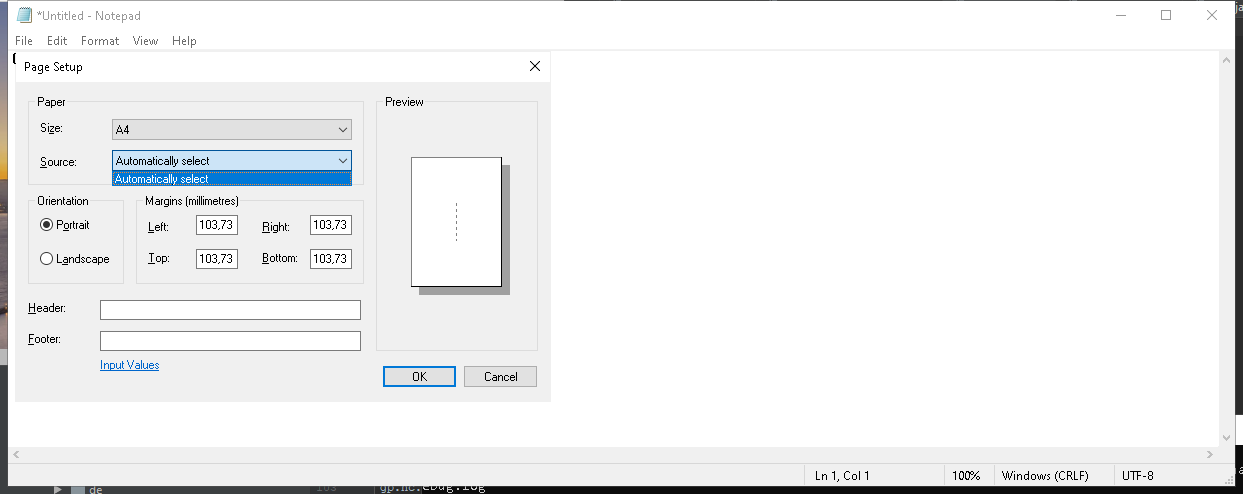 *Untitled - Notepad
File Edit Format View Help
Page Setup
Paper
Size: A4
Source: Automatically select
Automatically select
Preview
Orientation
Portrait
Landscape
Margins (millimetres)
Left: 103,73 Right: 103,73
Top: 103,73 Bottom: 103,73
Header:
Footer:
Input Values
OK Cancel
Ln 1, Col 1 100% Windows (CRLF) UTF-8
de